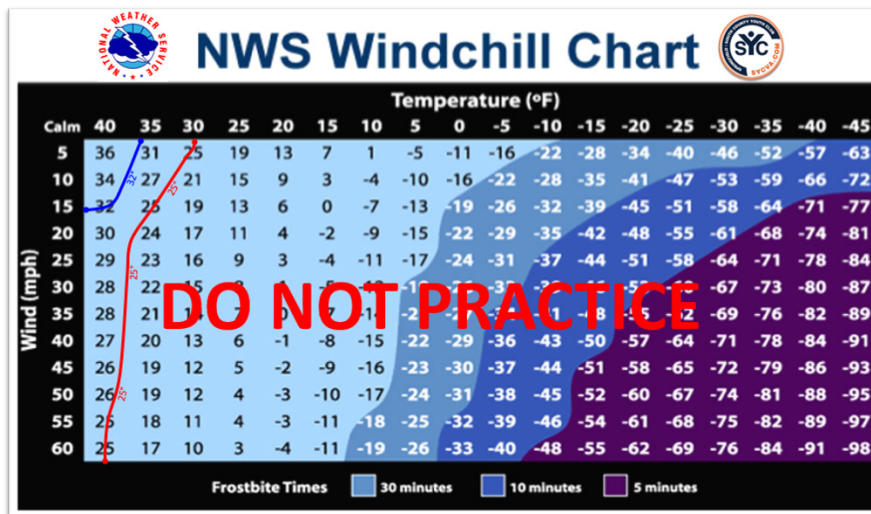 NATIONAL WEATHER SERVICE
NWS Windchill Chart
SYC
SYCVA.COM
Temperature (ºF)
Calm 40 35 30 25 20 15 10 5 0 -5 -10 -15 -20 -25 -30 -35 -40 -45
5 36 31 25 19 13 7 1 -5 -11 -16 -22 -28 -34 -40 -46 -52 -57 -63
10 34 27 21 15 9 3 -4 -10 -16 -22 -28 -35 -41 -47 -53 -59 -66 -72
32°
25°
15 32 25 19 13 6 0 -7 -13 -19 -26 -32 -39 -45 -51 -58 -64 -71 -77
20 30 24 17 11 4 -2 -9 -15 -22 -29 -35 -42 -48 -55 -61 -68 -74 -81
25 29 23 16 9 3 -4 -11 -17 -24 -31 -37 -44 -51 -58 -64 -71 -78 -84
25°
30 28 22 15 -67 -73 -80 -87
DO NOT PRACTICE
35 28 21 0 -69 -76 -82 -89
40 27 20 13 6 -1 -8 -15 -22 -29 -36 -43 -50 -57 -64 -71 -78 -84 -91
45 26 19 12 5 -2 -9 -16 -23 -30 -37 -44 -51 -58 -65 -72 -79 -86 -93
25°
50 26 19 12 4 -3 -10 -17 -24 -31 -38 -45 -52 -60 -67 -74 -81 -88 -95
55 25 18 11 4 -3 -11 -18 -25 -32 -39 -46 -54 -61 -68 -75 -82 -89 -97
60 25 17 10 3 -4 -11 -19 -26 -33 -40 -48 -55 -62 -69 -76 -84 -91 -98
Wind (mph)
Frostbite Times 30 minutes 10 minutes 5 minutes